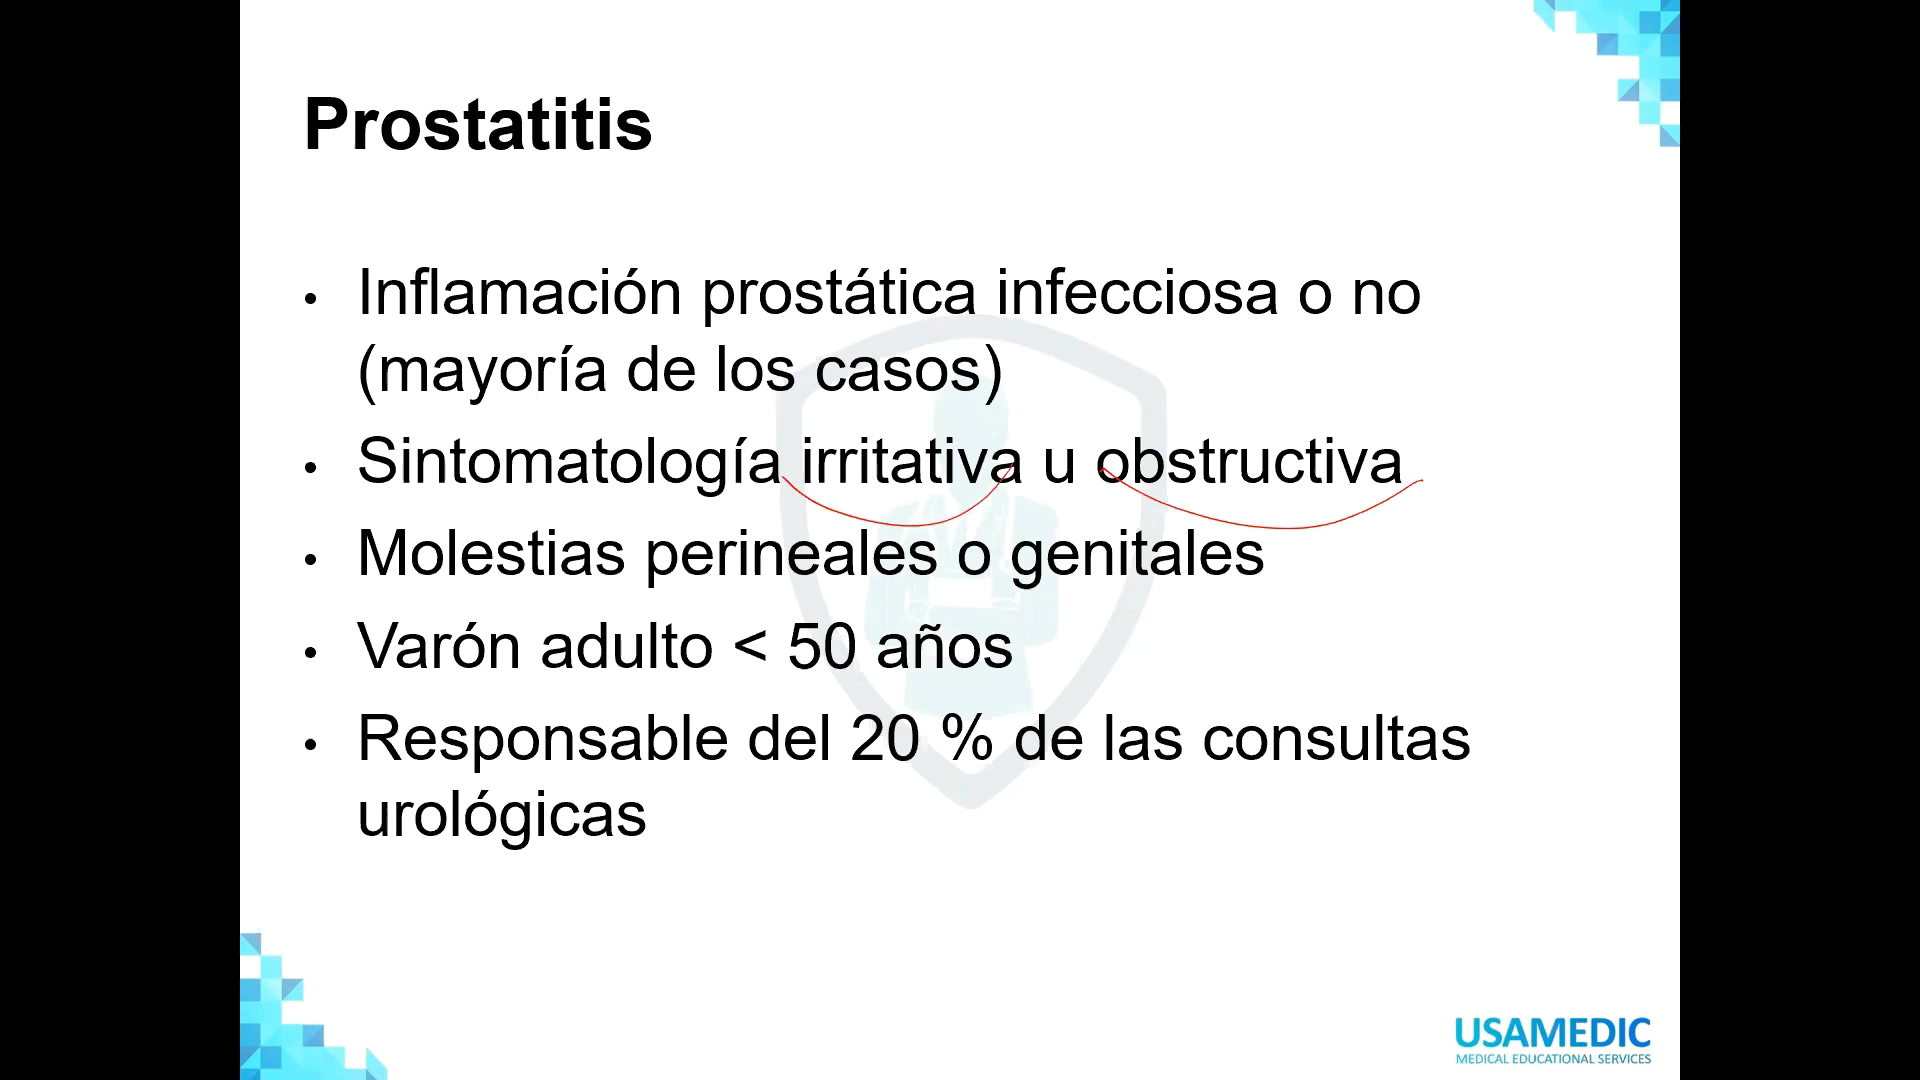 Prostatitis
• Inflamación prostática infecciosa o no
(mayoría de los casos)
• Sintomatología irritativa u obstructiva
• Molestias perineales o genitales
• Varón adulto < 50 años
• Responsable del 20 % de las consultas
urológicas
USAMEDIC
MEDICAL EDUCATIONAL SERVICES